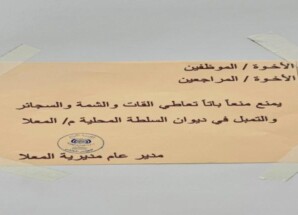 الأخوة/ الموظفين
الأخوة/ المراجعين
يمنع منعاً باتاً تعاطي القات والشمة والسجائر
والتمبل في ديوان السلطة المحلية م/ المعلا
مدير عام مديرية المعلا